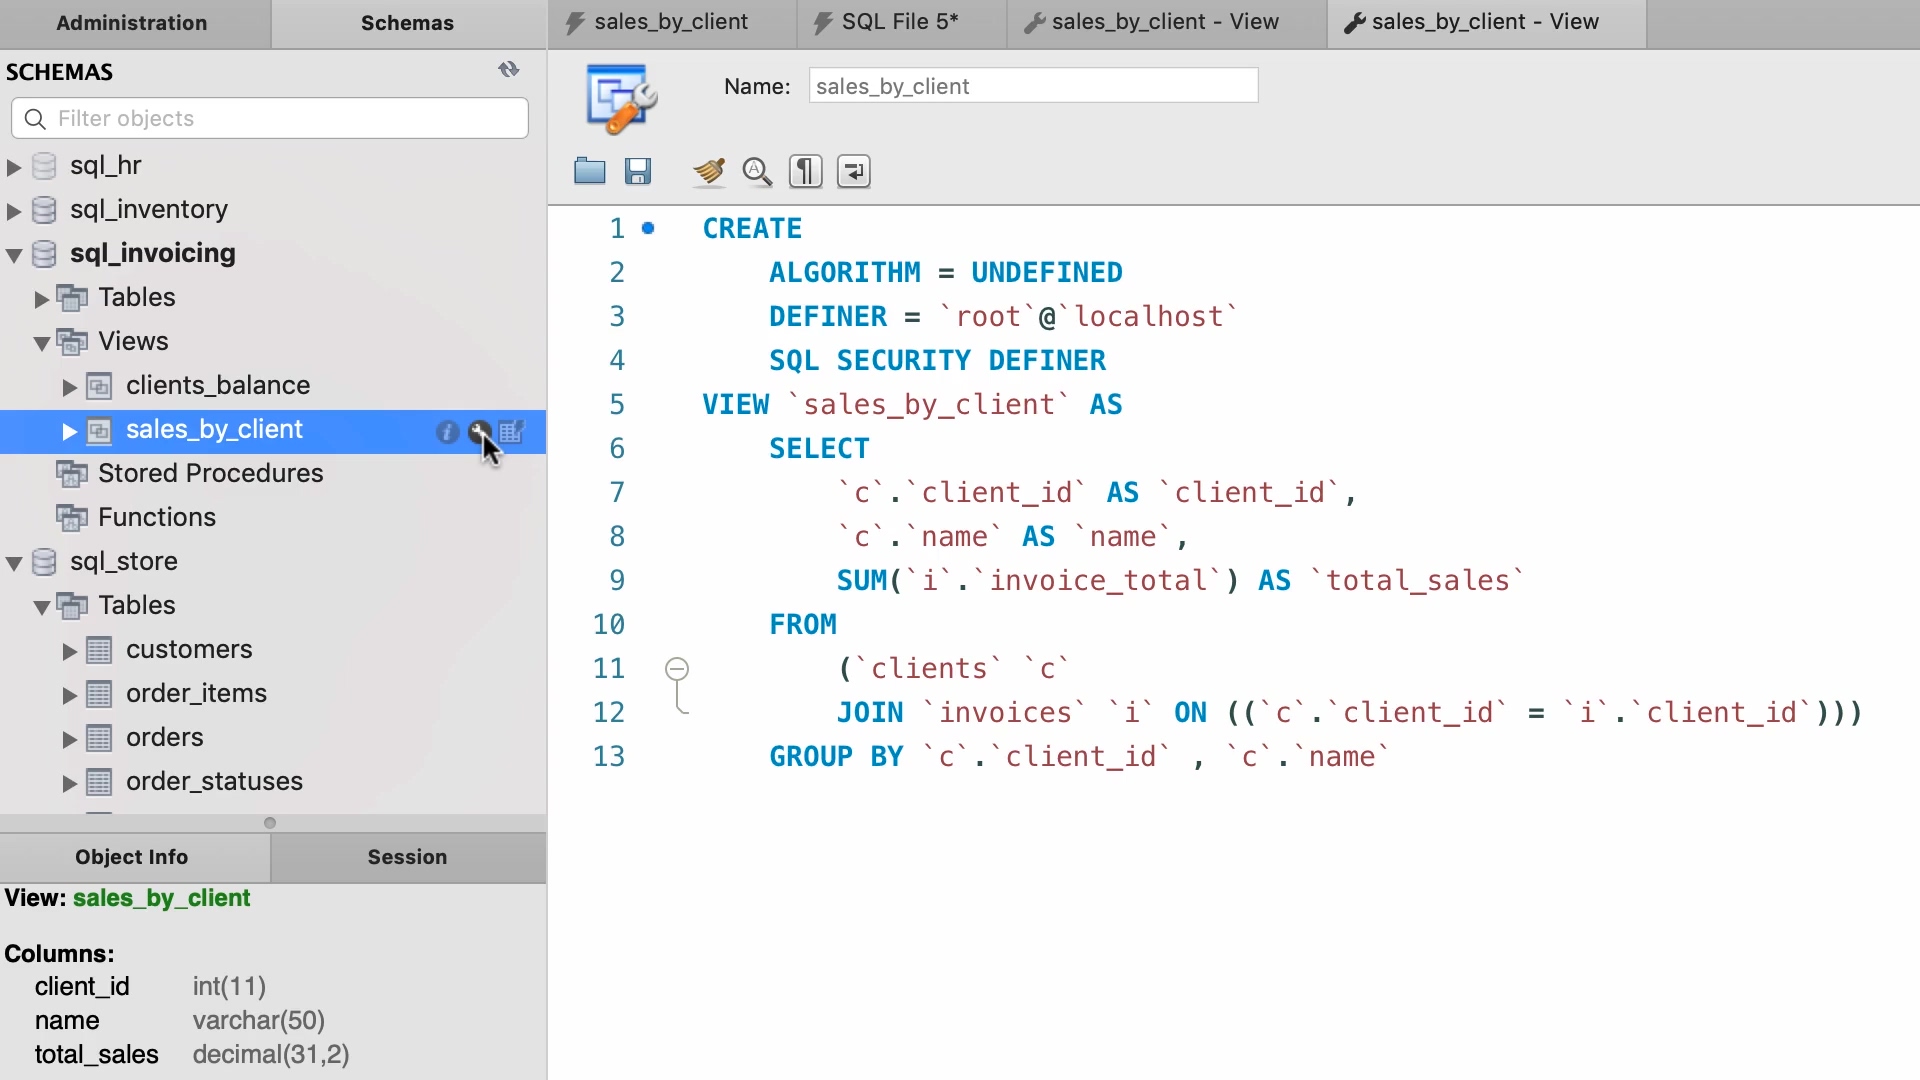 Administration
Schemas
SCHEMAS
Filter objects
sql_hr
sql_inventory
sql_invoicing
Tables
Views
clients_balance
sales_by_client
Stored Procedures
Functions
sql_store
Tables
customers
order_items
orders
order_statuses
Object Info
Session
View: sales_by_client
Columns:
client_id int(11)
name varchar(50)
total_sales decimal(31,2)
sales_by_client
SQL File 5*
sales_by_client - View
sales_by_client - View
Name: sales_by_client
1 CREATE
2 ALGORITHM = UNDEFINED
3 DEFINER = `root`@`localhost`
4 SQL SECURITY DEFINER
5 VIEW `sales_by_client` AS
6 SELECT
7 `c`.`client_id` AS `client_id`,
8 `c`.`name` AS `name`,
9 SUM(`i`.`invoice_total`) AS `total_sales`
10 FROM
11 (`clients` `c`
12 JOIN `invoices` `i` ON ((`c`.`client_id` = `i`.`client_id`)))
13 GROUP BY `c`.`client_id` , `c`.`name`